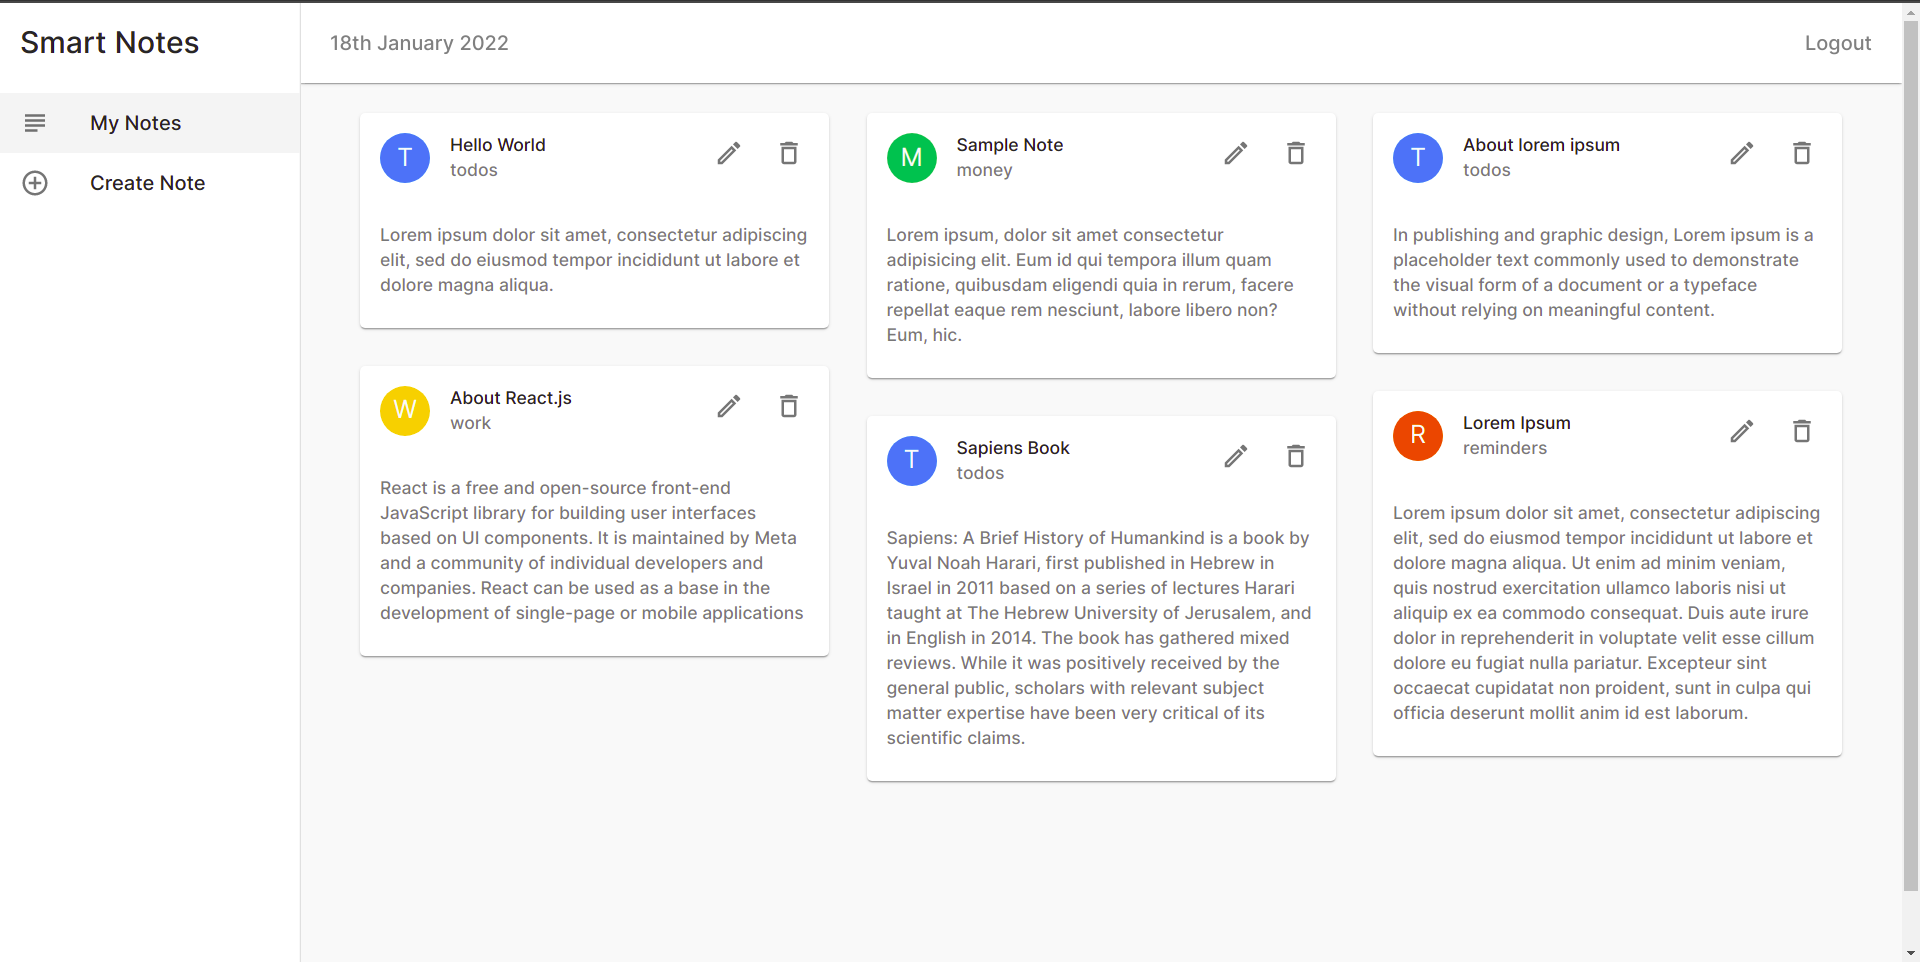 Smart Notes
My Notes
Create Note
18th January 2022
Logout
T
Hello World
todos
Lorem ipsum dolor sit amet, consectetur adipiscing
elit, sed do eiusmod tempor incididunt ut labore et
dolore magna aliqua.
W
About React.js
work
React is a free and open-source front-end
JavaScript library for building user interfaces
based on UI components. It is maintained by Meta
and a community of individual developers and
companies. React can be used as a base in the
development of single-page or mobile applications
M
Sample Note
money
Lorem ipsum, dolor sit amet consectetur
adipisicing elit. Eum id qui tempora illum quam
ratione, quibusdam eligendi quia in rerum, facere
repellat eaque rem nesciunt, labore libero non?
Eum, hic.
T
Sapiens Book
todos
Sapiens: A Brief History of Humankind is a book by
Yuval Noah Harari, first published in Hebrew in
Israel in 2011 based on a series of lectures Harari
taught at The Hebrew University of Jerusalem, and
in English in 2014. The book has gathered mixed
reviews. While it was positively received by the
general public, scholars with relevant subject
matter expertise have been very critical of its
scientific claims.
T
About lorem ipsum
todos
In publishing and graphic design, Lorem ipsum is a
placeholder text commonly used to demonstrate
the visual form of a document or a typeface
without relying on meaningful content.
R
Lorem Ipsum
reminders
Lorem ipsum dolor sit amet, consectetur adipiscing
elit, sed do eiusmod tempor incididunt ut labore et
dolore magna aliqua. Ut enim ad minim veniam,
quis nostrud exercitation ullamco laboris nisi ut
aliquip ex ea commodo consequat. Duis aute irure
dolor in reprehenderit in voluptate velit esse cillum
dolore eu fugiat nulla pariatur. Excepteur sint
occaecat cupidatat non proident, sunt in culpa qui
officia deserunt mollit anim id est laborum.